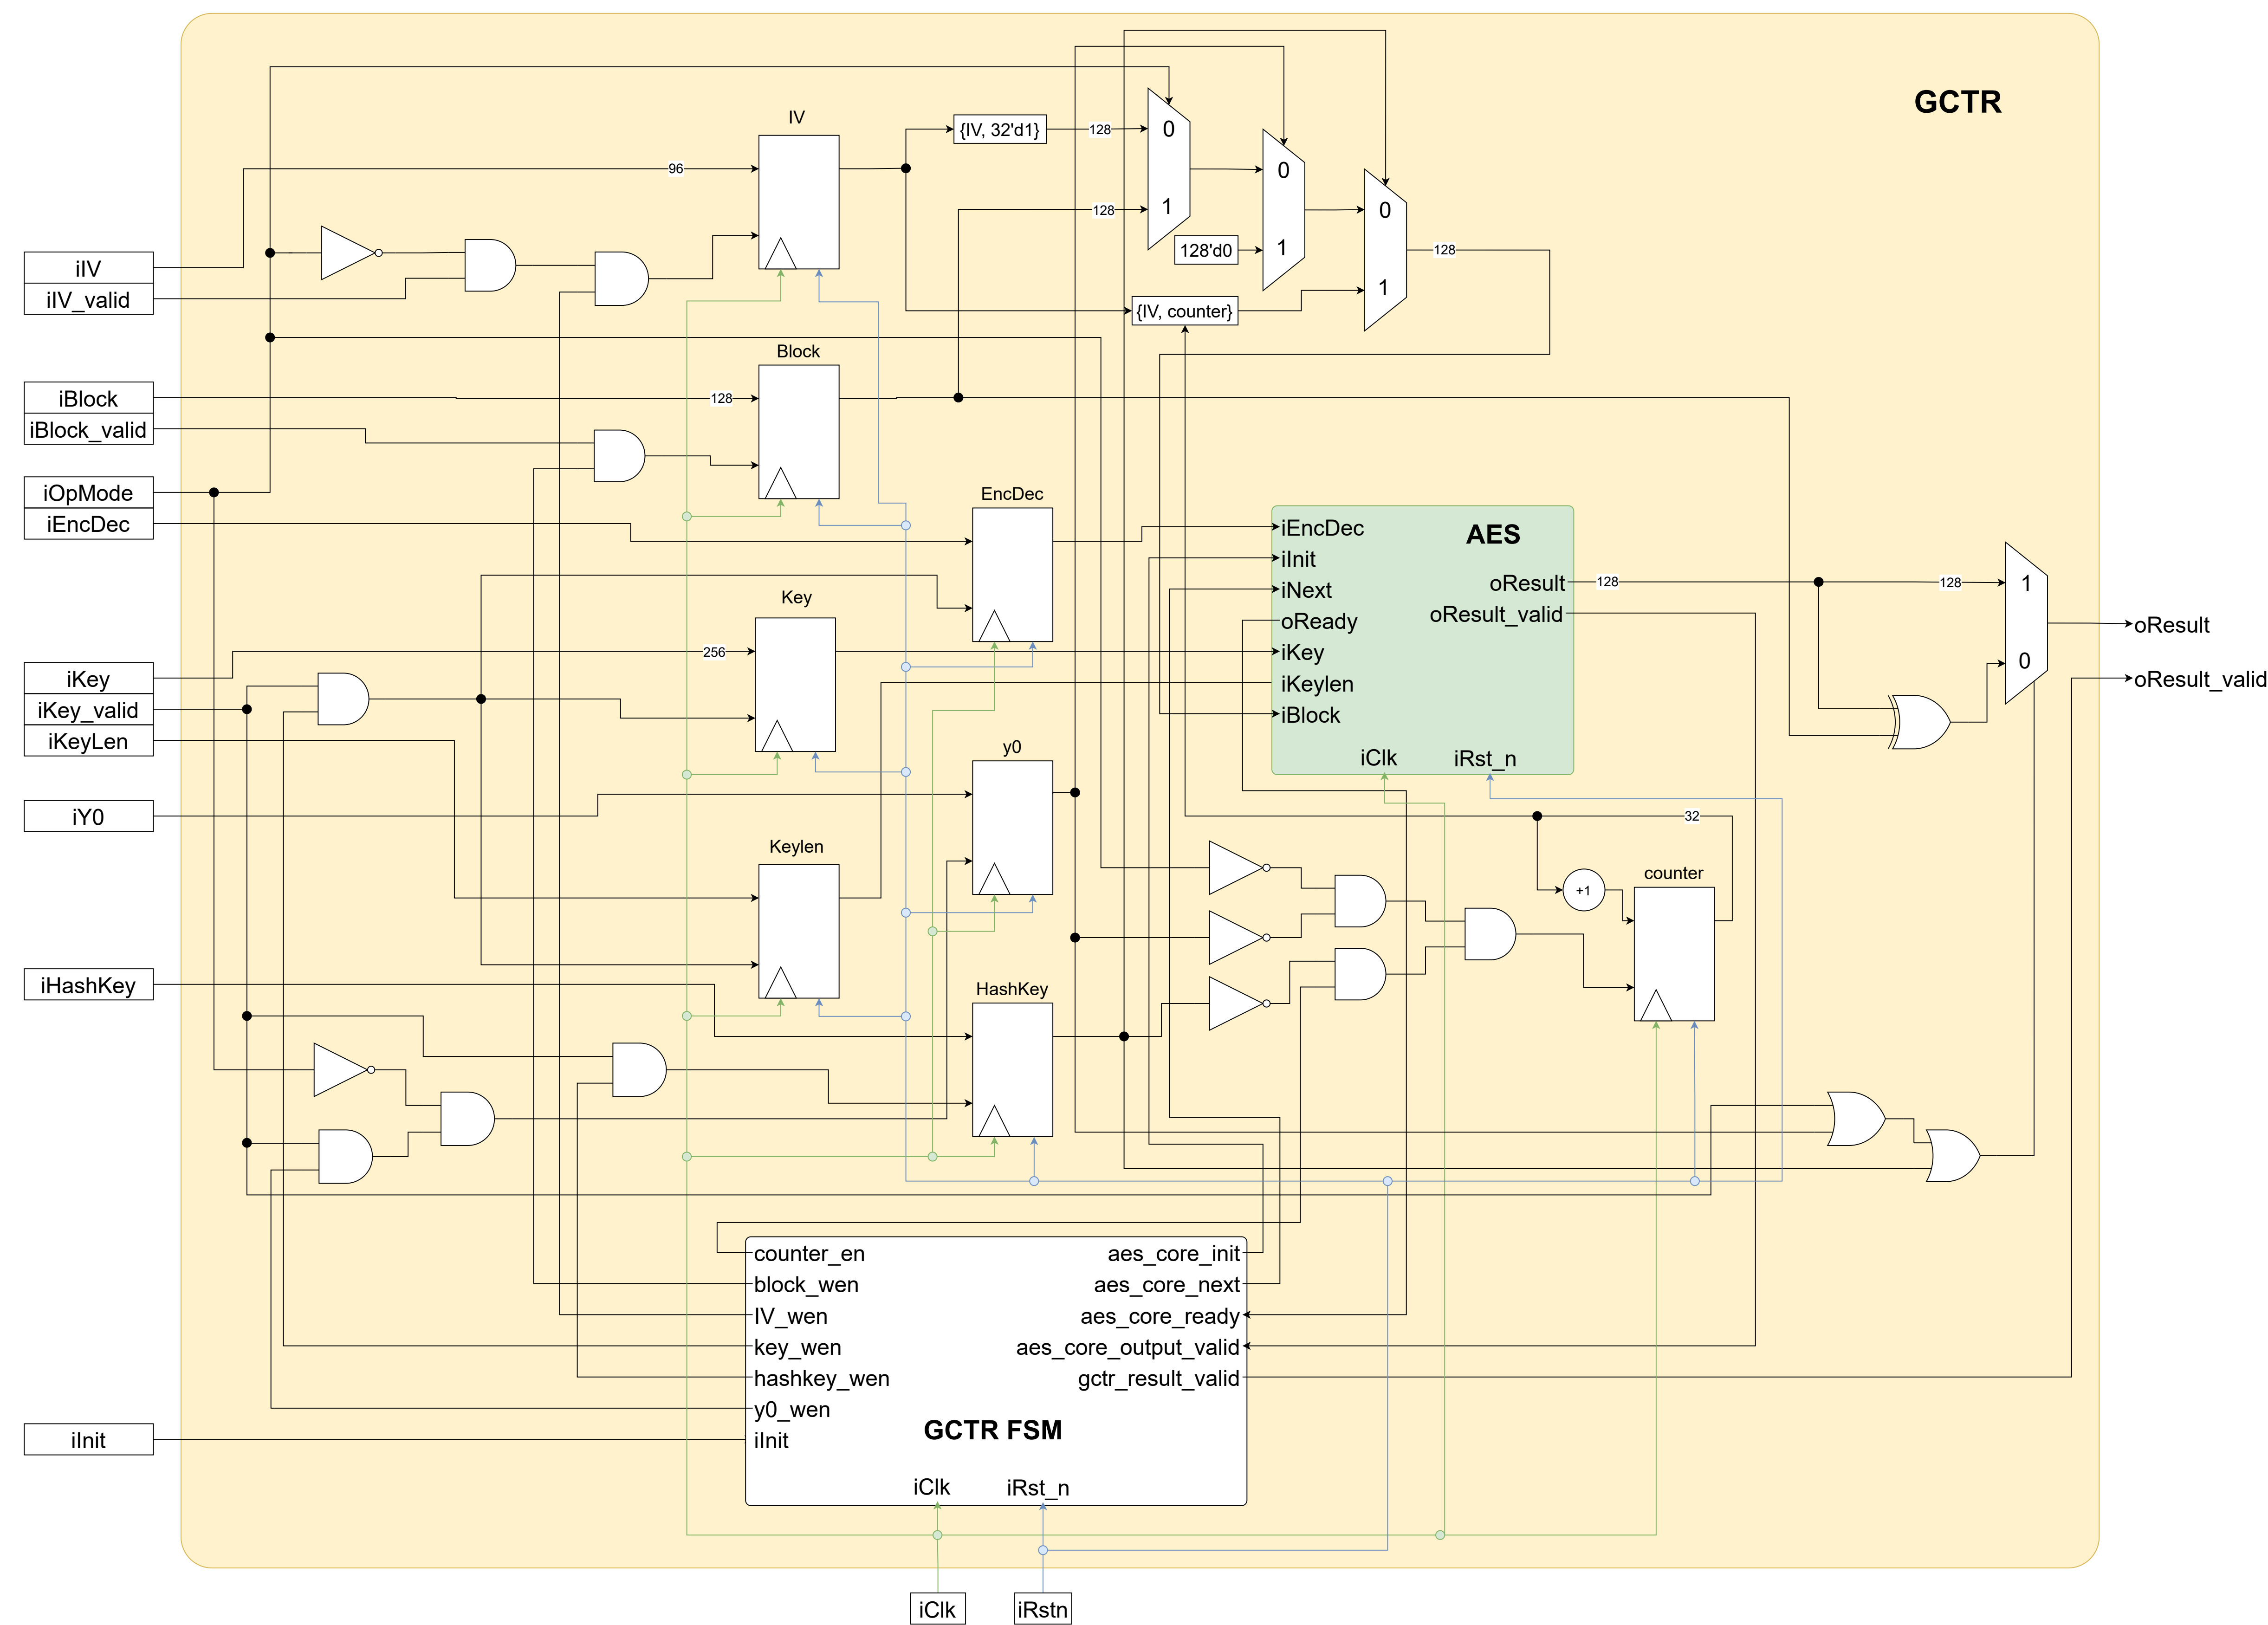 GCTR
IV
{IV, 32'd1}
128
0
96
0
128
1
0
128'd0
1
128
iIV
iIV_valid
1
{IV, counter}
Block
iBlock
128
iBlock_valid
iOpMode
EncDec
iEncDec
iEncDec
AES
iInit
iNext
oResult
128
128
1
oReady
oResult_valid
oResult
Key
iKey
256
iKey
iKeylen
0
oResult_valid
iKey_valid
iBlock
iKeyLen
y0
iClk
iRst_n
iY0
32
Keylen
counter
+1
iHashKey
HashKey
counter_en
aes_core_init
block_wen
aes_core_next
IV_wen
aes_core_ready
key_wen
aes_core_output_valid
hashkey_wen
gctr_result_valid
y0_wen
GCTR FSM
iInit
iInit
iClk
iRst_n
iClk
iRstn